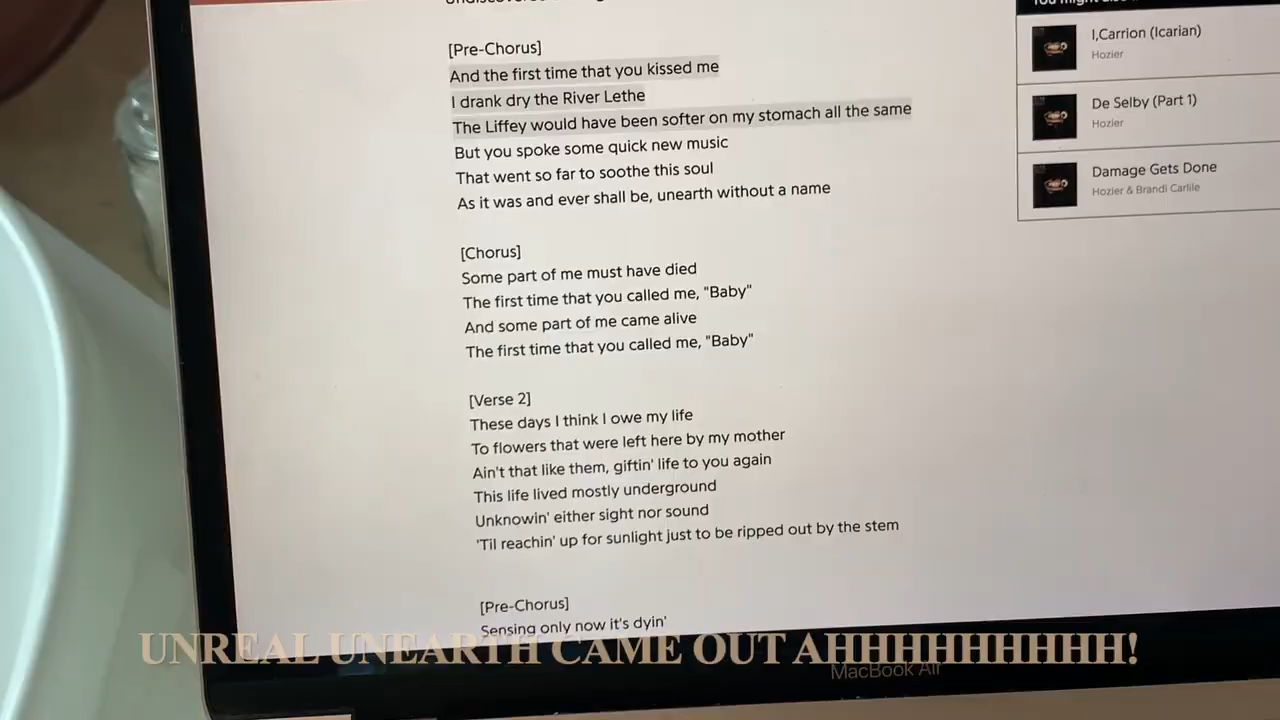 [Pre-Chorus]
And the first time that you kissed me
I drank dry the River Lethe
The Liffey would have been softer on my stomach all the same
But you spoke some quick new music
That went so far to soothe this soul
As it was and ever shall be, unearth without a name
[Chorus]
Some part of me must have died
The first time that you called me, "Baby"
And some part of me came alive
The first time that you called me, "Baby"
[Verse 2]
These days I think I owe my life
To flowers that were left here by my mother
Ain't that like them, giftin' life to you again
This life lived mostly underground
Unknowin' either sight nor sound
'Til reachin' up for sunlight just to be ripped out by the stem
[Pre-Chorus]
Sensing only now it's dyin'
I,Carrion (Icarian)
Hozier
De Selby (Part 1)
Hozier
Damage Gets Done
Hozier & Brandi Carlile
UNREAL UNEARTH CAME OUT AHHHHHHHHHH!
MacBook Air